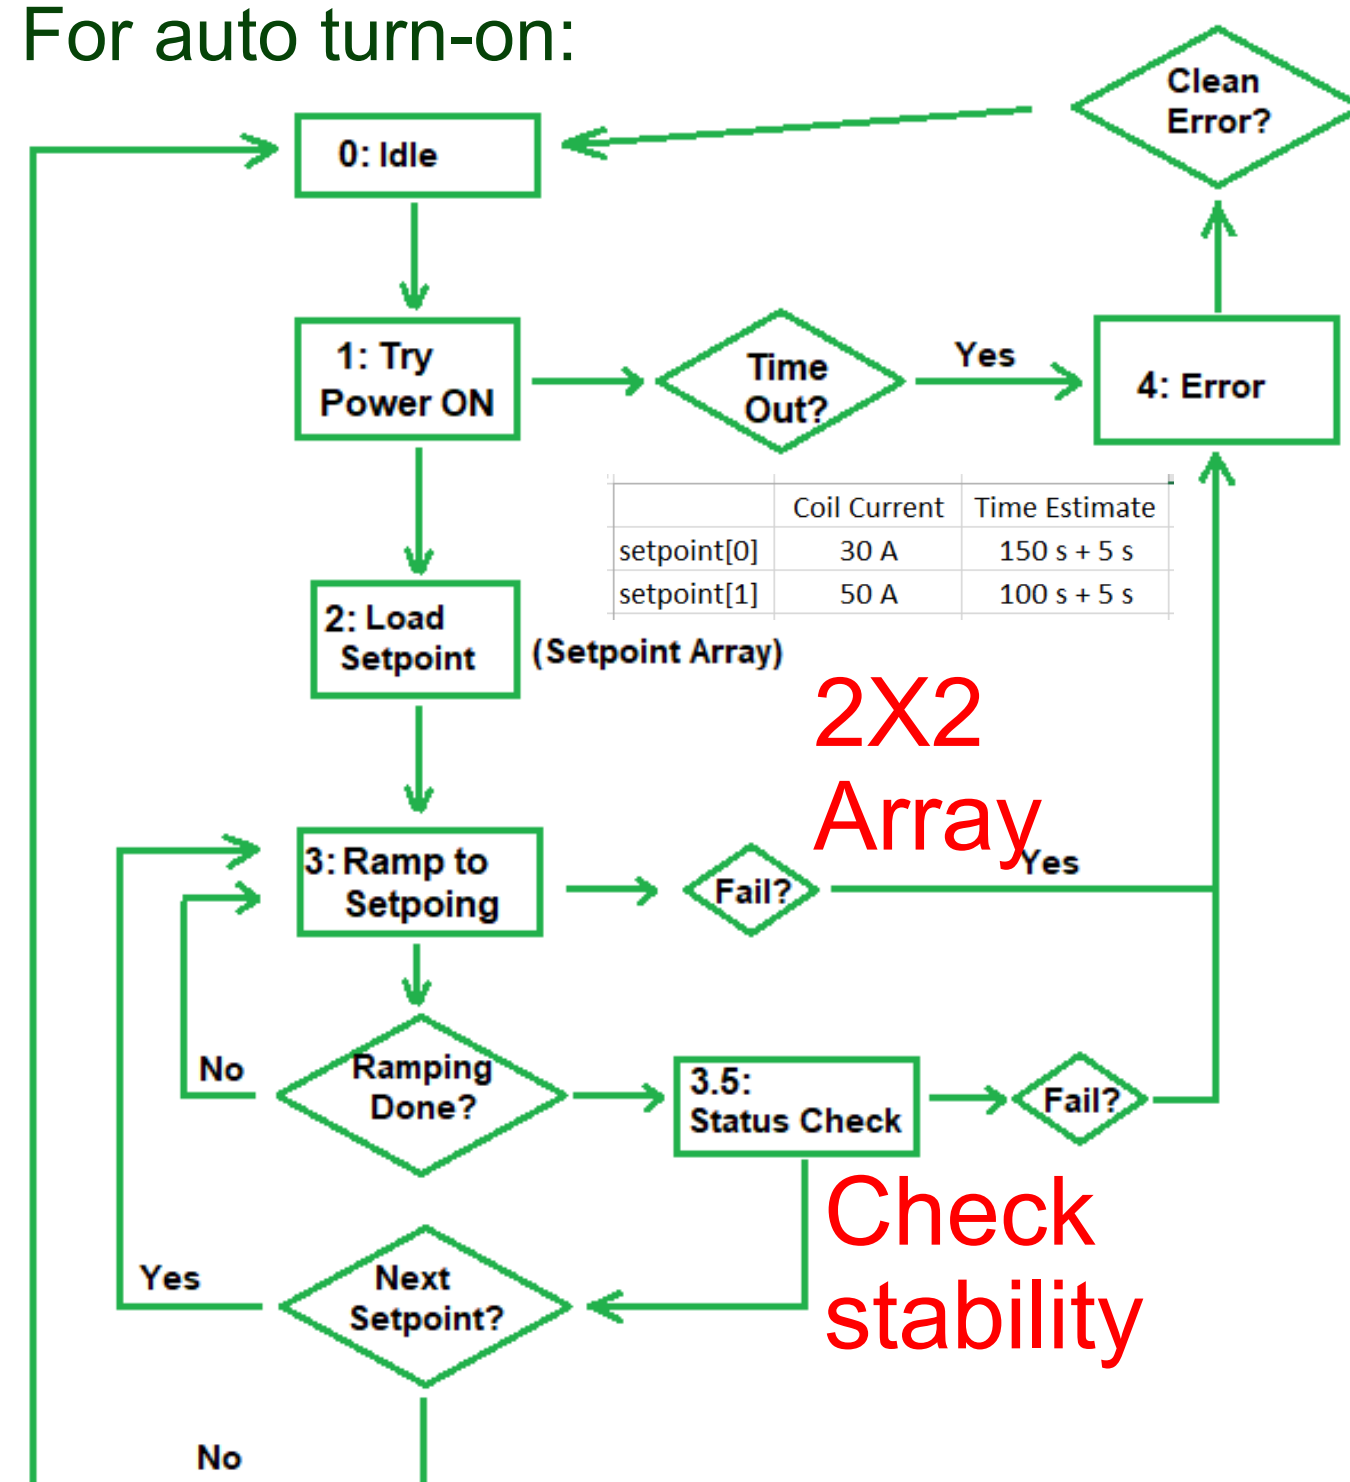 For auto turn-on:
Clean
Error?
0: Idle
1: Try
Power ON
Time
Out?
Yes
4: Error
Coil Current Time Estimate
setpoint[0] 30 A 150 s + 5 s
setpoint[1] 50 A 100 s + 5 s
2: Load
Setpoint
(Setpoint Array)
2X2
Array
3: Ramp to
Setpoing
Fail?
Yes
Ramping
Done?
No
3.5:
Status Check
Fail?
Check
stability
Next
Setpoint?
Yes
No